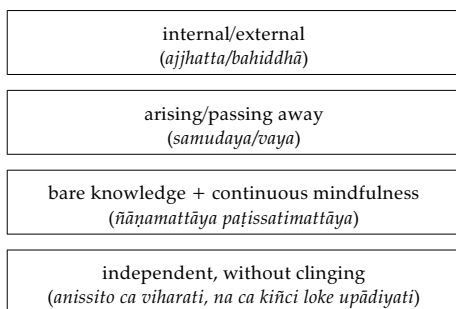 internal/external
(ajjhatta/bahiddhā)
arising/passing away
(samudaya/vaya)
bare knowledge + continuous mindfulness
(ñāṇamattāya paṭissatimattāya)
independent, without clinging
(anissito ca viharati, na ca kiñci loke upādiyati)